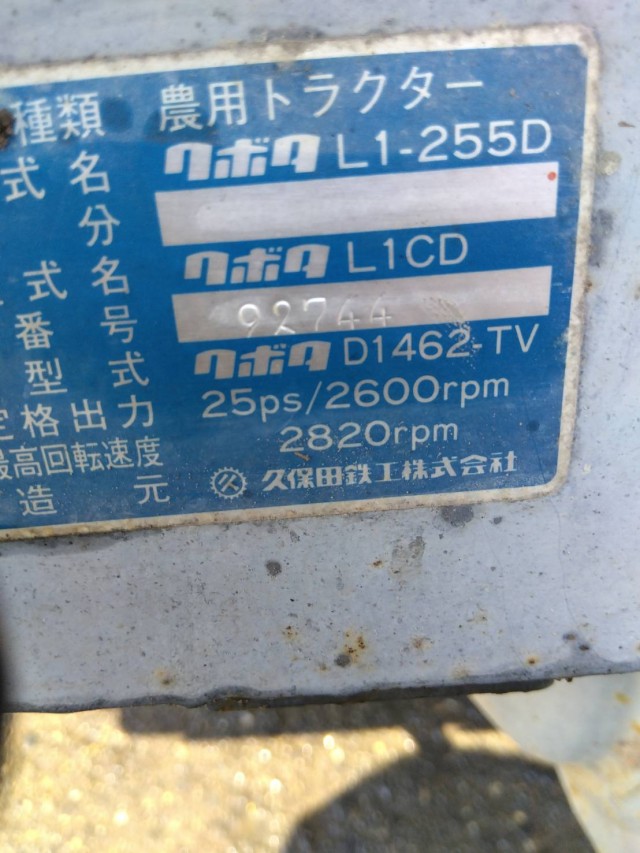 種類 農用トラクター
式名 クボタ L1-255D
分
式名 クボタ L1CD
番号 92744
型式 クボタ D1462-TV
定格出力 25ps/2600rpm
最高回転速度 2820rpm
造元 久保田鉄工株式会社